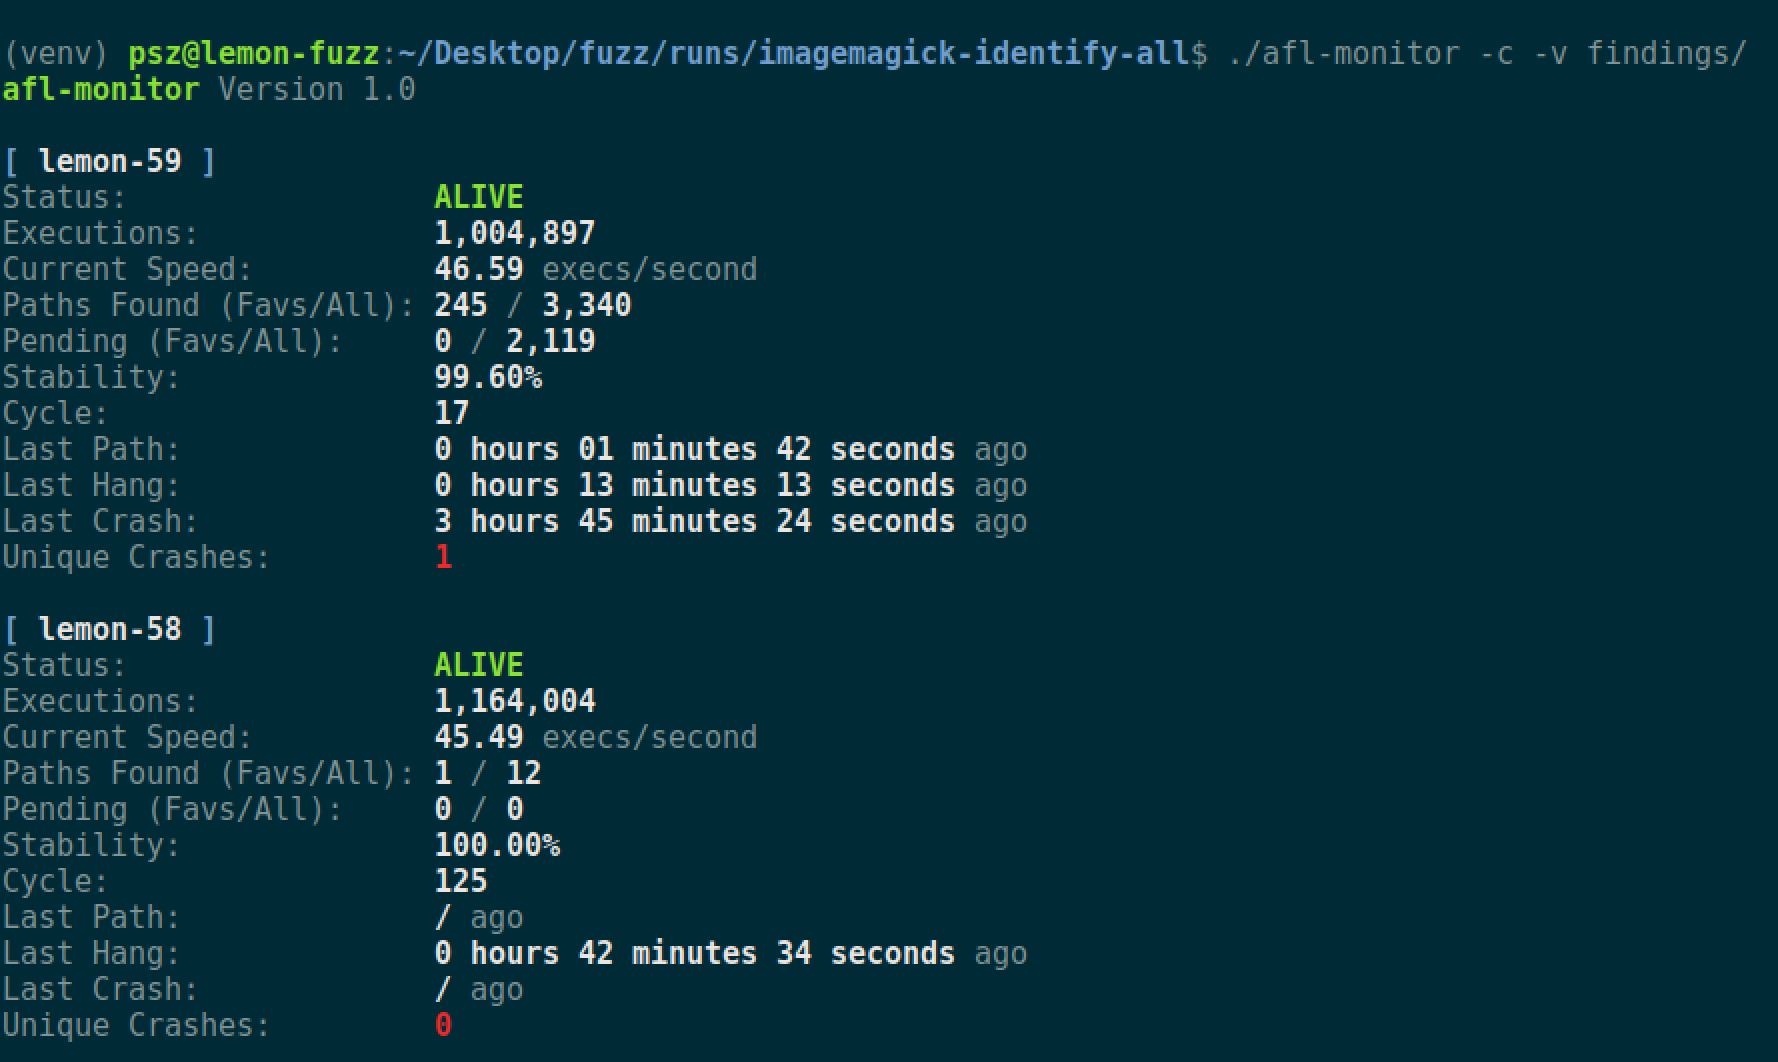 (venv) psz@lemon-fuzz:~/Desktop/fuzz/runs/imagemagick-identify-all$ ./afl-monitor -c -v findings/
afl-monitor Version 1.0
[ lemon-59 ]
Status: ALIVE
Executions: 1,004,897
Current Speed: 46.59 execs/second
Paths Found (Favs/All): 245 / 3,340
Pending (Favs/All): 0 / 2,119
Stability: 99.60%
Cycle: 17
Last Path: 0 hours 01 minutes 42 seconds ago
Last Hang: 0 hours 13 minutes 13 seconds ago
Last Crash: 3 hours 45 minutes 24 seconds ago
Unique Crashes: 1
[ lemon-58 ]
Status: ALIVE
Executions: 1,164,004
Current Speed: 45.49 execs/second
Paths Found (Favs/All): 1 / 12
Pending (Favs/All): 0 / 0
Stability: 100.00%
Cycle: 125
Last Path: / ago
Last Hang: 0 hours 42 minutes 34 seconds ago
Last Crash: / ago
Unique Crashes: 0